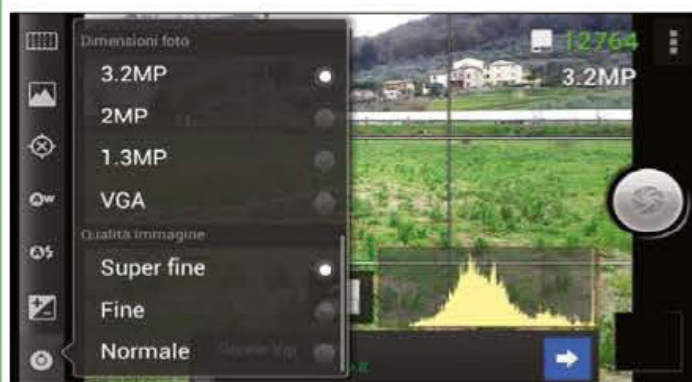 Dimensioni foto
3.2MP
2MP
1.3MP
VGA
Qualità immagine
Super fine
Fine
Normale
12764
3.2MP